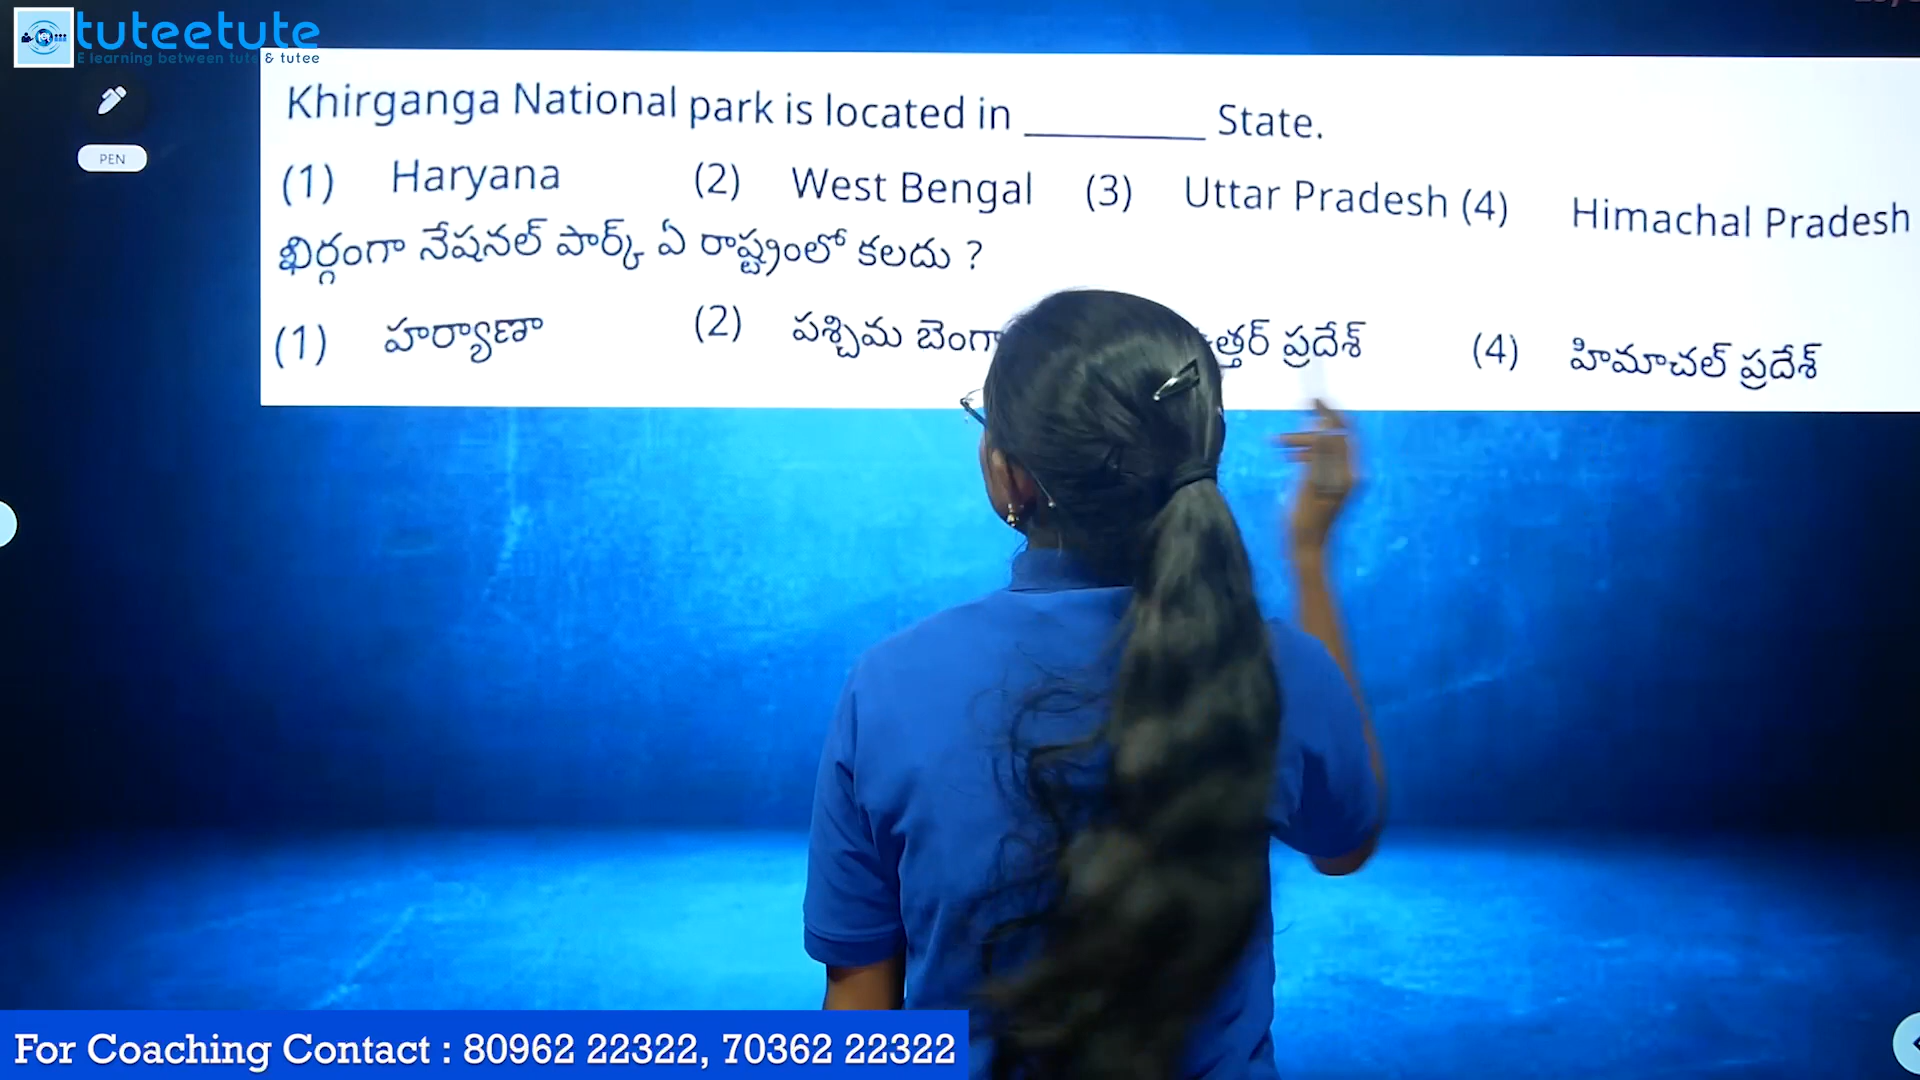 tuteetute
E learning between tute & tutee
PEN
Khirganga National park is located in ________ State.
(1) Haryana (2) West Bengal (3) Uttar Pradesh (4) Himachal Pradesh
ఖిర్గంగా నేషనల్ పార్క్ ఏ రాష్ట్రంలో కలదు ?
(1) హర్యాణా (2) పశ్చిమ ప్రదేశ్ (4) హిమాచల్ ప్రదేశ్
For Coaching Contact : 80962 22322, 70362 22322